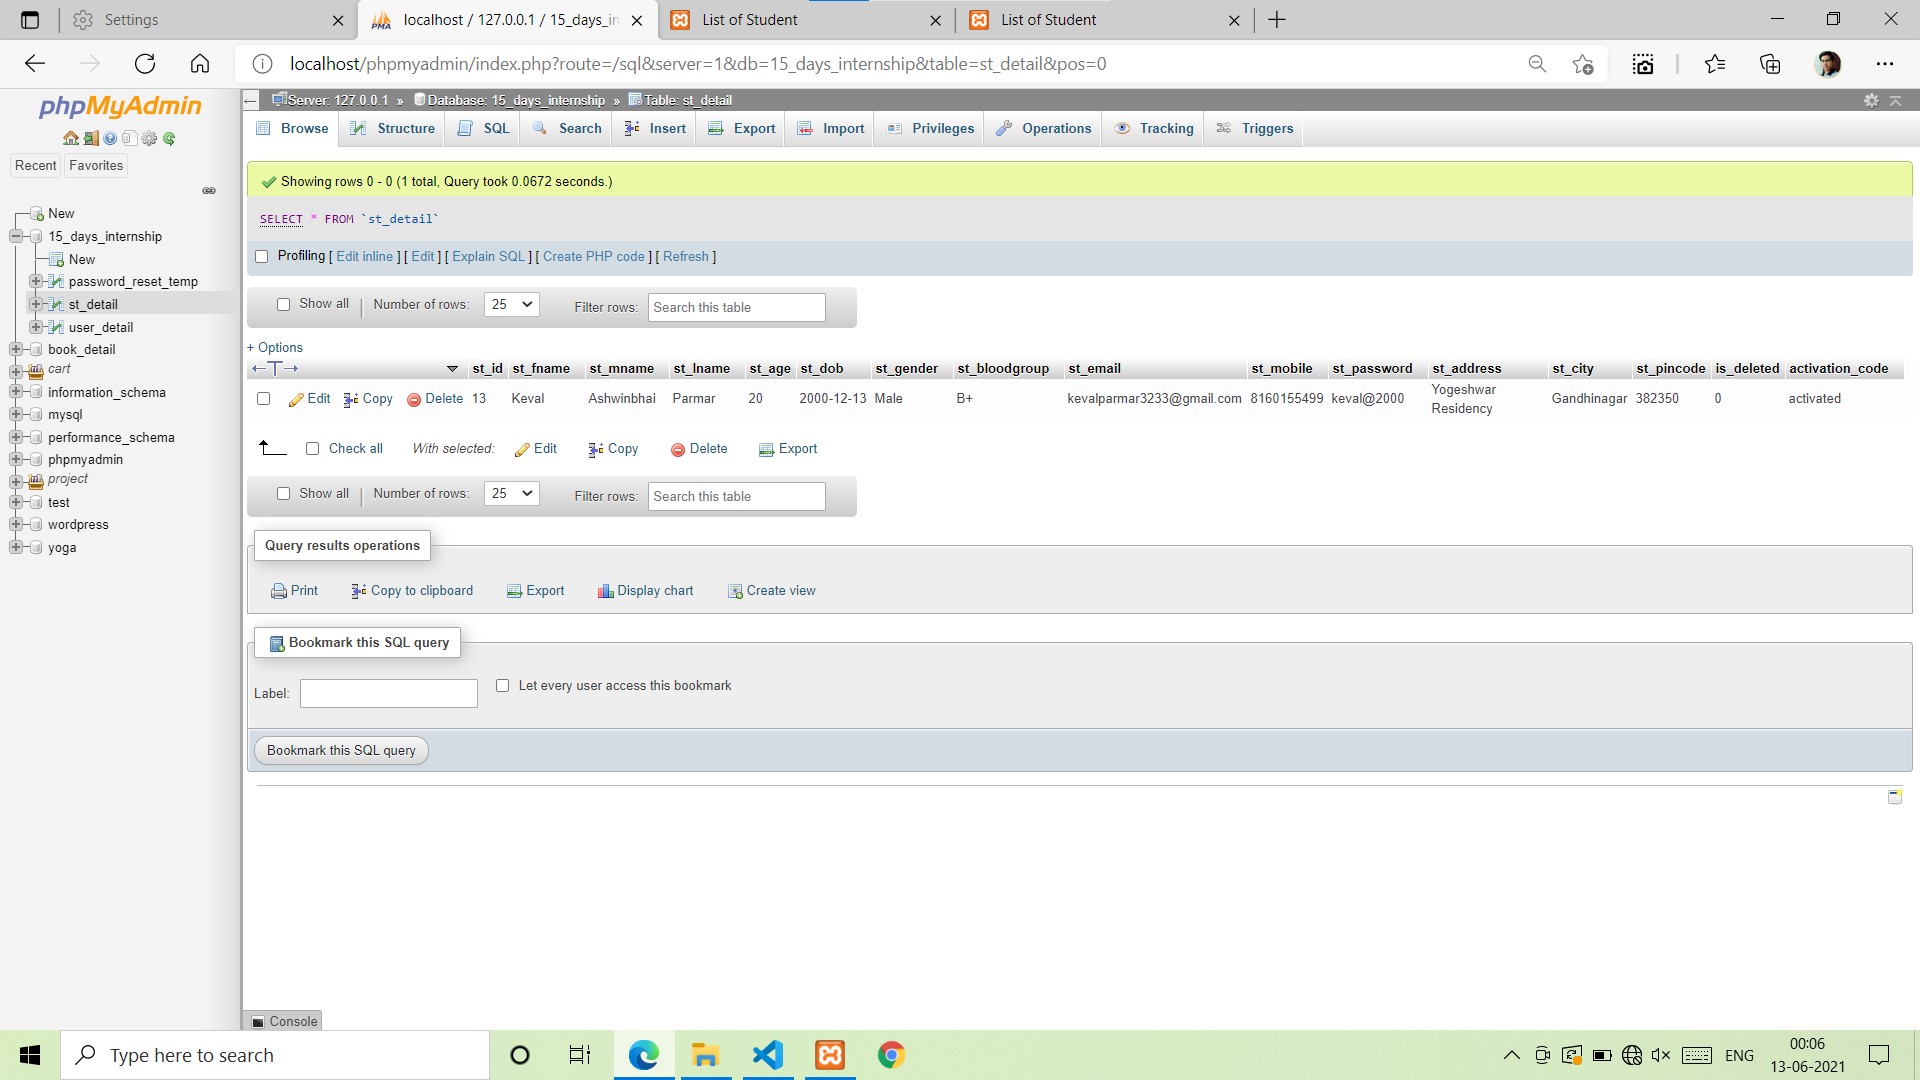 Settings
localhost / 127.0.0.1 / 15_days_in
List of Student
List of Student
localhost/phpmyadmin/index.php?route=/sql&server=1&db=15_days_internship&table=st_detail&pos=0
phpMyAdmin
Recent Favorites
New
15_days_internship
New
password_reset_temp
st_detail
user_detail
book_detail
cart
information_schema
mysql
performance_schema
phpmyadmin
project
test
wordpress
yoga
Server: 127.0.0.1 » Database: 15_days_internship » Table: st_detail
Browse Structure SQL Search Insert Export Import Privileges Operations Tracking Triggers
Showing rows 0 - 0 (1 total, Query took 0.0672 seconds.)
SELECT * FROM `st_detail`
Profiling [ Edit inline ] [ Edit ] [ Explain SQL ] [ Create PHP code ] [ Refresh ]
Show all Number of rows: 25 Filter rows: Search this table
+ Options
←T→ st_id st_fname st_mname st_lname st_age st_dob st_gender st_bloodgroup st_email st_mobile st_password st_address st_city st_pincode is_deleted activation_code
Edit Copy Delete 13 Keval Ashwinbhai Parmar 20 2000-12-13 Male B+ kevalparmar3233@gmail.com 8160155499 keval@2000 Yogeshwar Gandhinagar 382350 0 activated
Residency
Check all With selected: Edit Copy Delete Export
Show all Number of rows: 25 Filter rows: Search this table
Query results operations
Print Copy to clipboard Export Display chart Create view
Bookmark this SQL query
Label: Let every user access this bookmark
Bookmark this SQL query
Console
Type here to search
ENG
00:06
13-06-2021